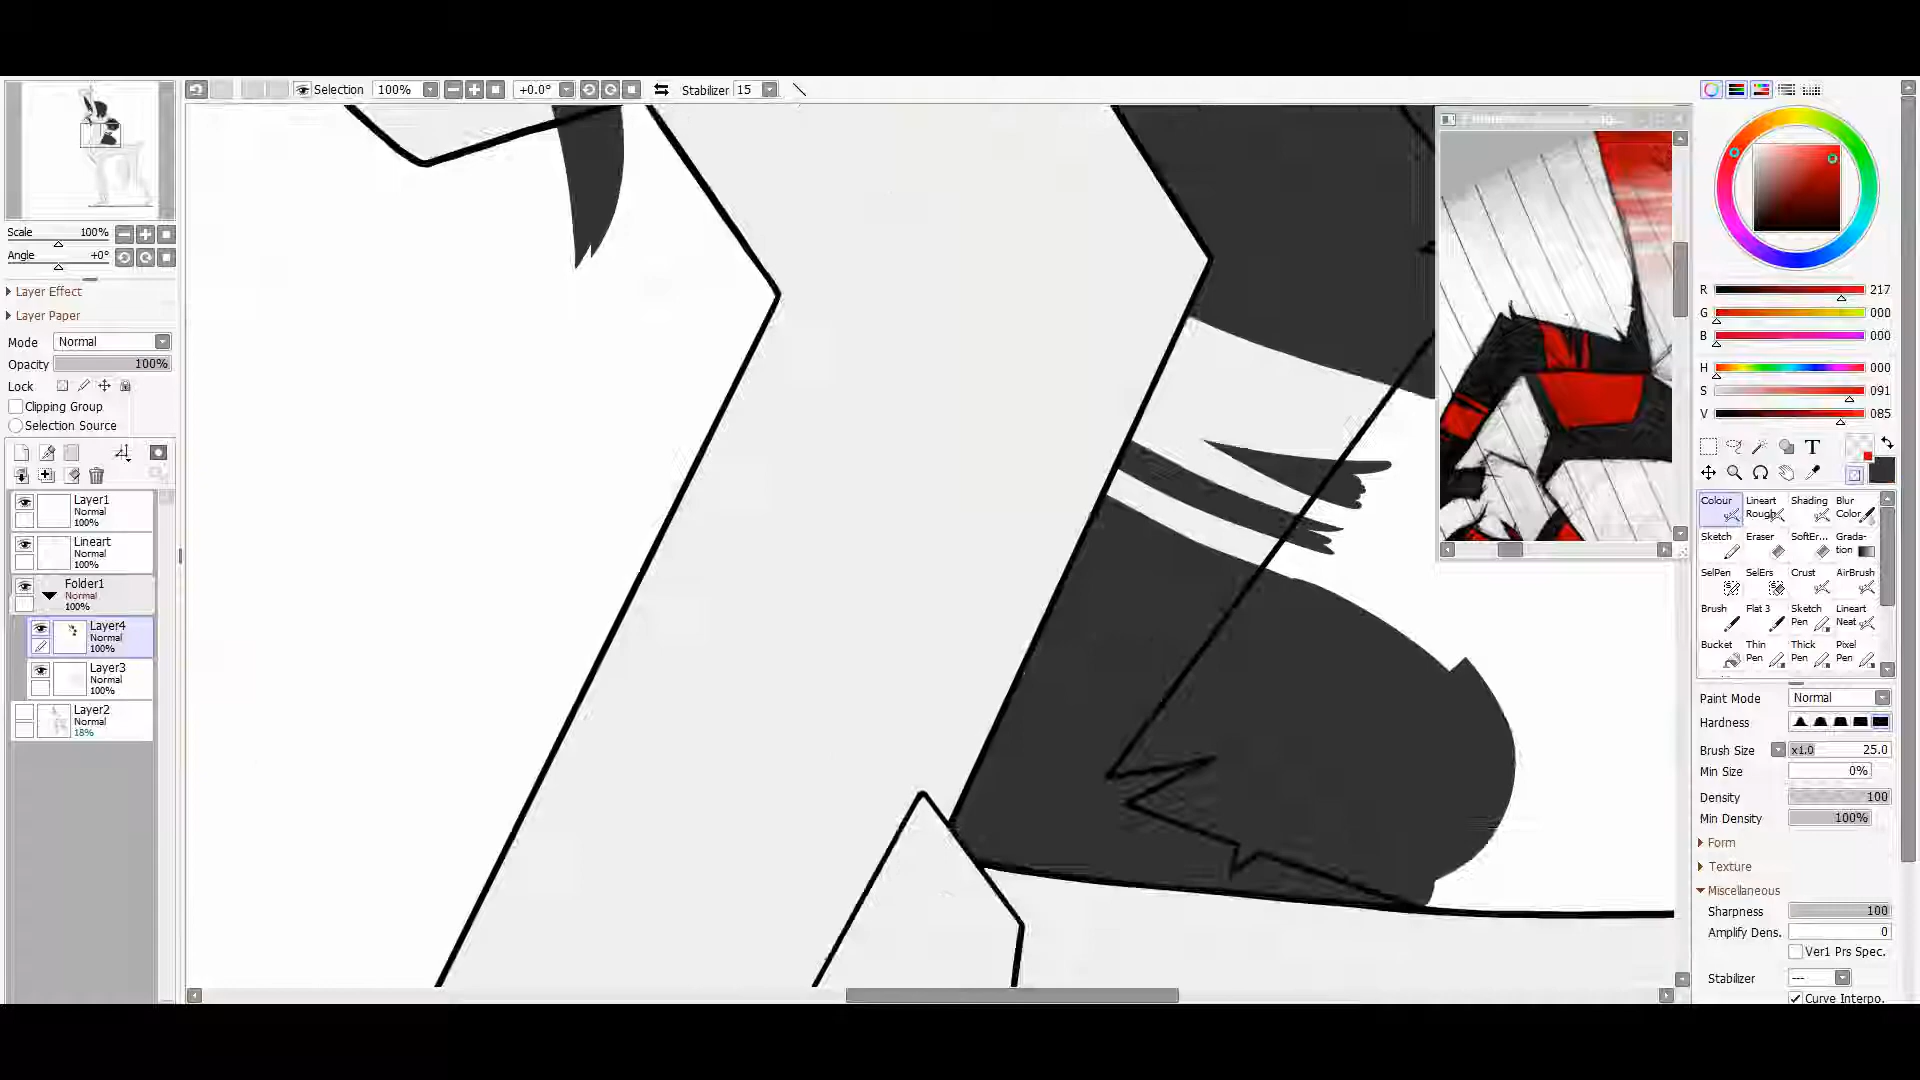 Selection 100% +0.0° Stabilizer 15
Scale 100%
Angle +0°
Layer Effect
Layer Paper
Mode Normal
Opacity 100%
Lock
Clipping Group
Selection Source
Layer1
Normal
100%
Lineart
Normal
100%
Folder1
Normal
100%
Layer4
Normal
100%
Layer3
Normal
100%
Layer2
Normal
18%
R 217
G 000
B 000
H 000
S 091
V 085
T
Colour Lineart Rough Shading Blur Color
Sketch Eraser SoftEr... Grada-tion
SelPen SelErs Crust AirBrush
Brush Flat 3 Sketch Pen Lineart Neat
Bucket Thin Pen Thick Pen Pixel Pen
Paint Mode Normal
Hardness
Brush Size x1.0 25.0
Min Size 0%
Density 100
Min Density 100%
Form
Texture
Miscellaneous
Sharpness 100
Amplify Dens. 0
Ver1 Prs Spec.
Stabilizer ---
Curve Interpo.